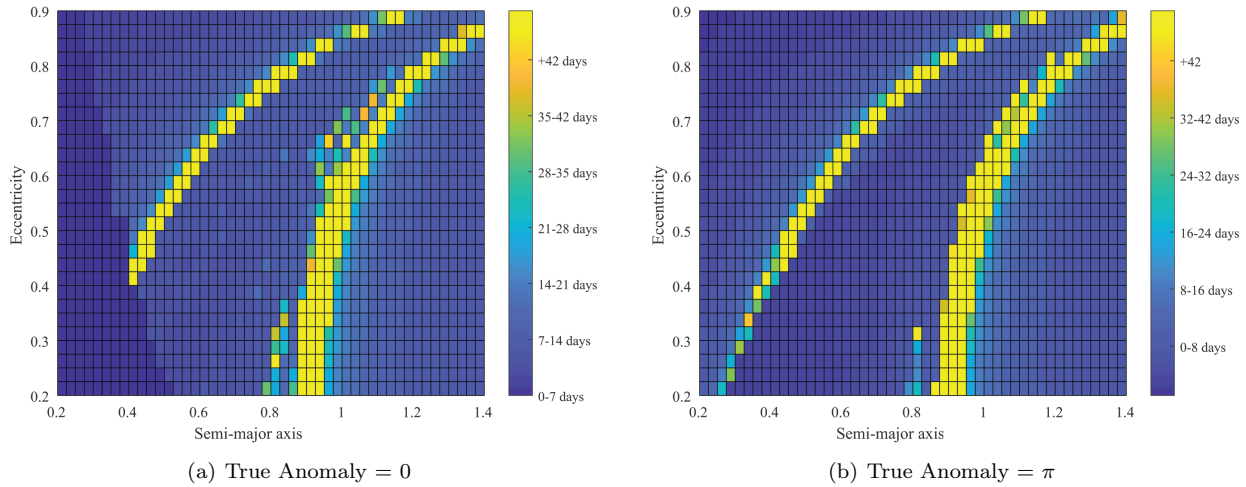 0.9
0.8
0.7
0.6
0.5
0.4
0.3
0.2
Eccentricity
0.2 0.4 0.6 0.8 1 1.2 1.4
Semi-major axis
+42 days
35-42 days
28-35 days
21-28 days
14-21 days
7-14 days
0-7 days
(a) True Anomaly = 0
0.9
0.8
0.7
0.6
0.5
0.4
0.3
0.2
Eccentricity
0.2 0.4 0.6 0.8 1 1.2 1.4
Semi-major axis
+42
32-42 days
24-32 days
16-24 days
8-16 days
0-8 days
(b) True Anomaly = π